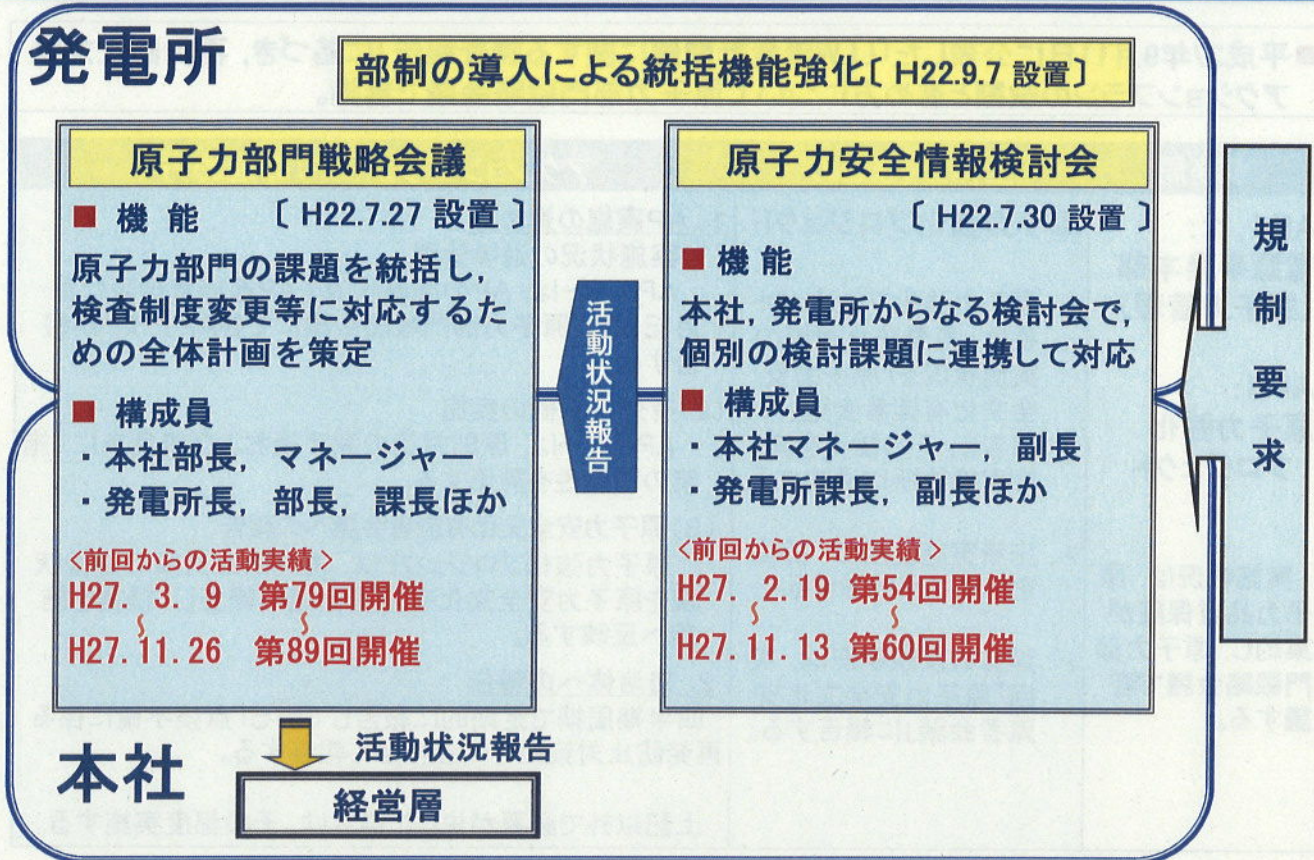 発電所
部制の導入による統括機能強化〔 H22.9.7 設置〕
原子力部門戦略会議
■ 機 能 〔 H22.7.27 設置 〕
原子力部門の課題を統括し,
検査制度変更等に対応するた
めの全体計画を策定
■ 構成員
・本社部長, マネージャー
・発電所長, 部長, 課長ほか
<前回からの活動実績 >
H27. 3. 9 第79回開催
～ ～
H27. 11. 26 第89回開催
活動状況報告
原子力安全情報検討会
〔 H22.7.30 設置 〕
■ 機 能
本社, 発電所からなる検討会で,
個別の検討課題に連携して対応
■ 構成員
・本社マネージャー, 副長
・発電所課長, 副長ほか
<前回からの活動実績 >
H27. 2.19 第54回開催
～ ～
H27. 11.13 第60回開催
規制要求
活動状況報告
本社
経営層